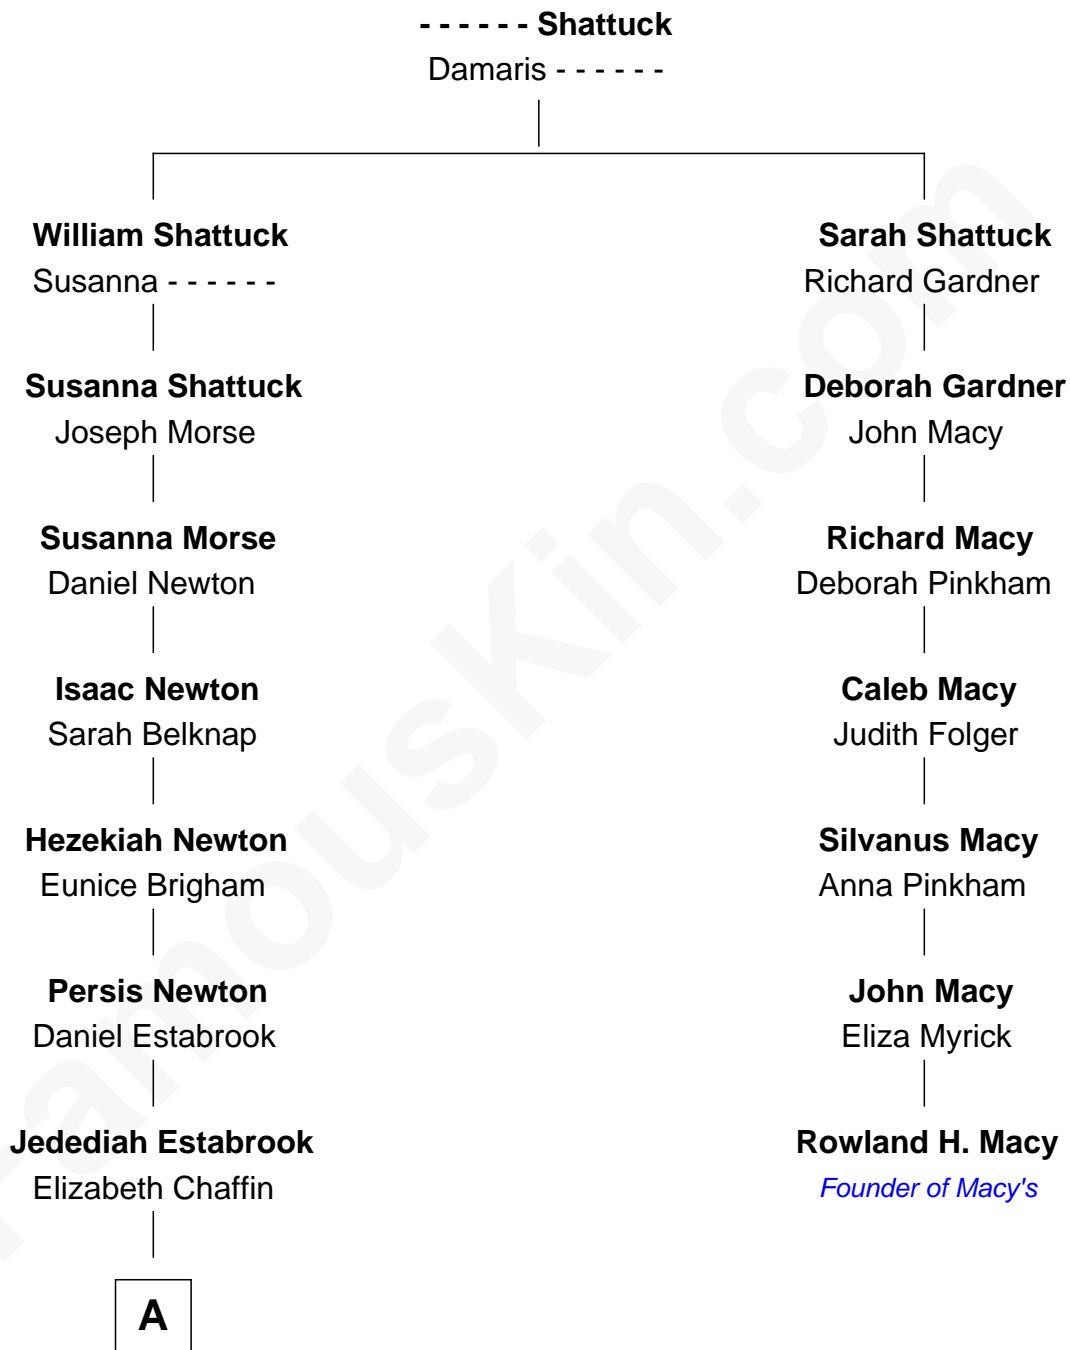 - - - - - - Shattuck
Damaris - - - - - -
William Shattuck
Susanna - - - - - -
Sarah Shattuck
Richard Gardner
Susanna Shattuck
Joseph Morse
Deborah Gardner
John Macy
Susanna Morse
Daniel Newton
Richard Macy
Deborah Pinkham
Isaac Newton
Sarah Belknap
Caleb Macy
Judith Folger
Hezekiah Newton
Eunice Brigham
Silvanus Macy
Anna Pinkham
Persis Newton
Daniel Estabrook
John Macy
Eliza Myrick
Jedediah Estabrook
Elizabeth Chaffin
Rowland H. Macy
Founder of Macy's
A
FamousKin.com